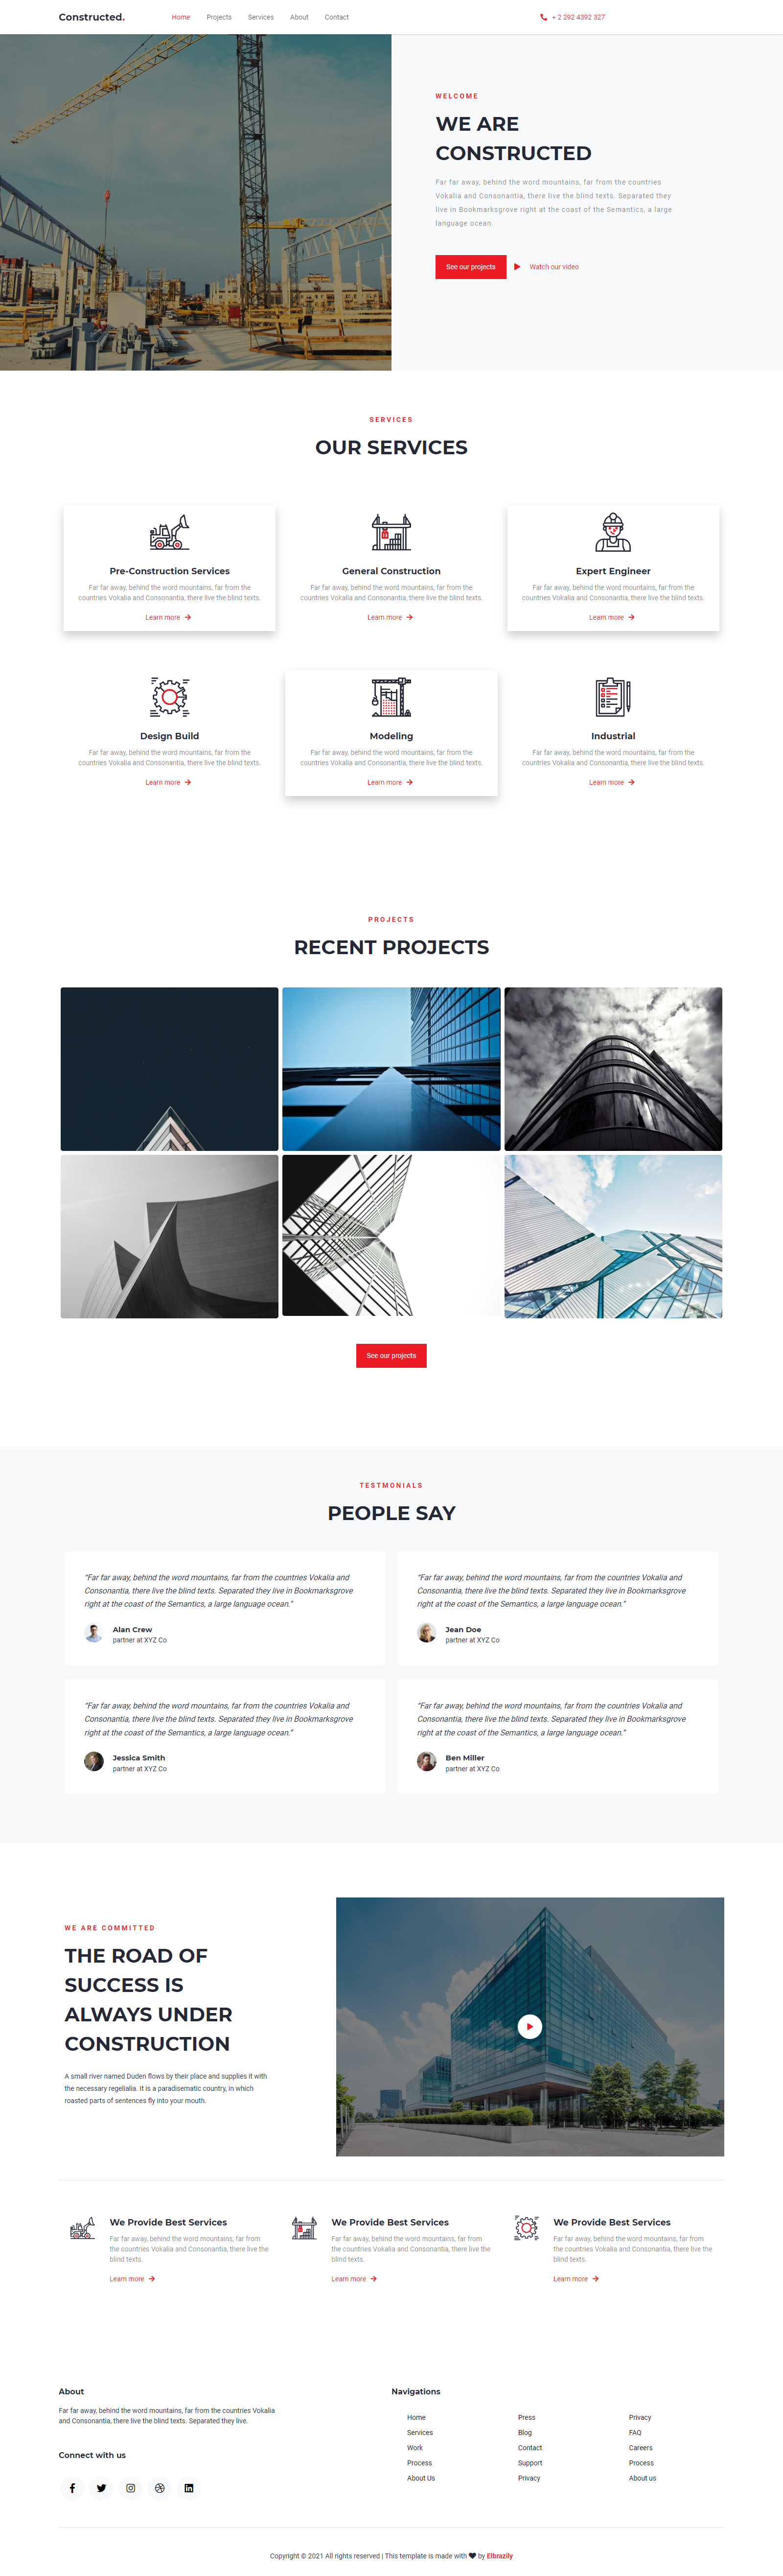 Constructed.
Home Projects Services About Contact
+ 2 292 4392 327
WELCOME
WE ARE
CONSTRUCTED
Far far away, behind the word mountains, far from the countries
Vokalia and Consonantia, there live the blind texts. Separated they
live in Bookmarksgrove right at the coast of the Semantics, a large
language ocean.
See our projects
Watch our video
SERVICES
OUR SERVICES
Pre-Construction Services
Far far away, behind the word mountains, far from the
countries Vokalia and Consonantia, there live the blind texts.
Learn more
General Construction
Far far away, behind the word mountains, far from the
countries Vokalia and Consonantia, there live the blind texts.
Learn more
Expert Engineer
Far far away, behind the word mountains, far from the
countries Vokalia and Consonantia, there live the blind texts.
Learn more
Design Build
Far far away, behind the word mountains, far from the
countries Vokalia and Consonantia, there live the blind texts.
Learn more
Modeling
Far far away, behind the word mountains, far from the
countries Vokalia and Consonantia, there live the blind texts.
Learn more
Industrial
Far far away, behind the word mountains, far from the
countries Vokalia and Consonantia, there live the blind texts.
Learn more
PROJECTS
RECENT PROJECTS
See our projects
TESTMONIALS
PEOPLE SAY
"Far far away, behind the word mountains, far from the countries Vokalia and
Consonantia, there live the blind texts. Separated they live in Bookmarksgrove
right at the coast of the Semantics, a large language ocean."
Alan Crew
partner at XYZ Co
"Far far away, behind the word mountains, far from the countries Vokalia and
Consonantia, there live the blind texts. Separated they live in Bookmarksgrove
right at the coast of the Semantics, a large language ocean."
Jean Doe
partner at XYZ Co
"Far far away, behind the word mountains, far from the countries Vokalia and
Consonantia, there live the blind texts. Separated they live in Bookmarksgrove
right at the coast of the Semantics, a large language ocean."
Jessica Smith
partner at XYZ Co
"Far far away, behind the word mountains, far from the countries Vokalia and
Consonantia, there live the blind texts. Separated they live in Bookmarksgrove
right at the coast of the Semantics, a large language ocean."
Ben Miller
partner at XYZ Co
WE ARE COMMITTED
THE ROAD OF
SUCCESS IS
ALWAYS UNDER
CONSTRUCTION
A small river named Duden flows by their place and supplies it with
the necessary regelialia. It is a paradisematic country, in which
roasted parts of sentences fly into your mouth.
We Provide Best Services
Far far away, behind the word mountains, far from
the countries Vokalia and Consonantia, there live the
blind texts.
Learn more
We Provide Best Services
Far far away, behind the word mountains, far from
the countries Vokalia and Consonantia, there live the
blind texts.
Learn more
We Provide Best Services
Far far away, behind the word mountains, far from
the countries Vokalia and Consonantia, there live the
blind texts.
Learn more
About
Far far away, behind the word mountains, far from the countries Vokalia
and Consonantia, there live the blind texts. Separated they live.
Connect with us
Navigations
Home
Services
Work
Process
About Us
Press
Blog
Contact
Support
Privacy
Privacy
FAQ
Careers
Process
About us
Copyright © 2021 All rights reserved | This template is made with ♥ by Elbrazily